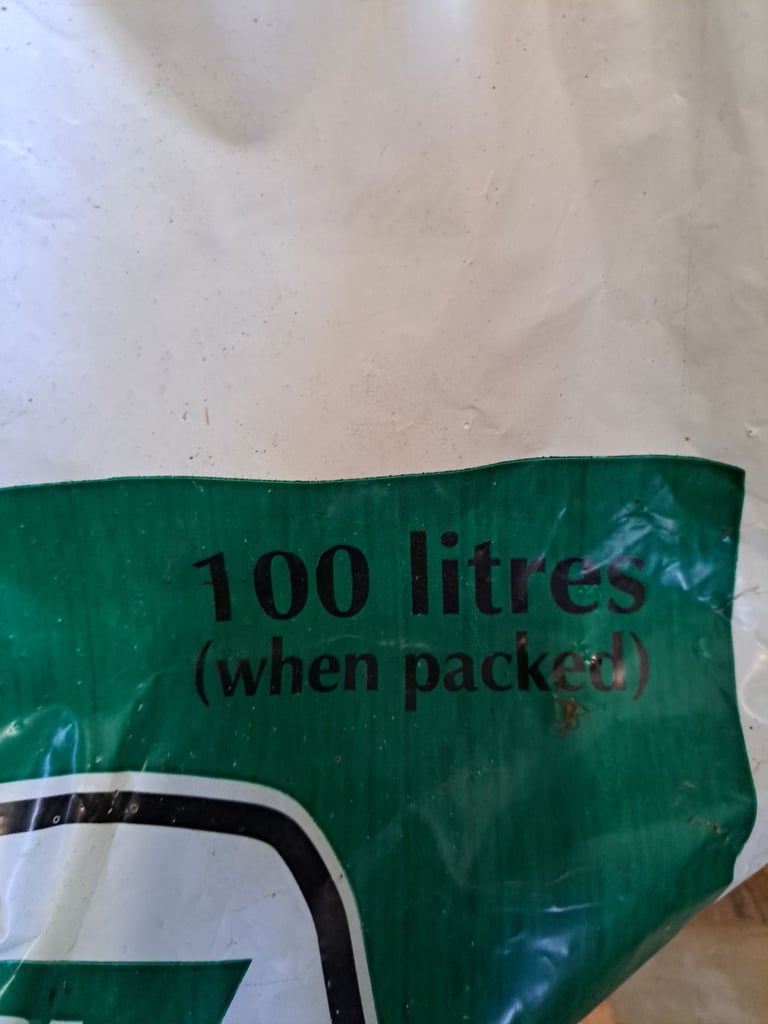 100 litres
(when packed)